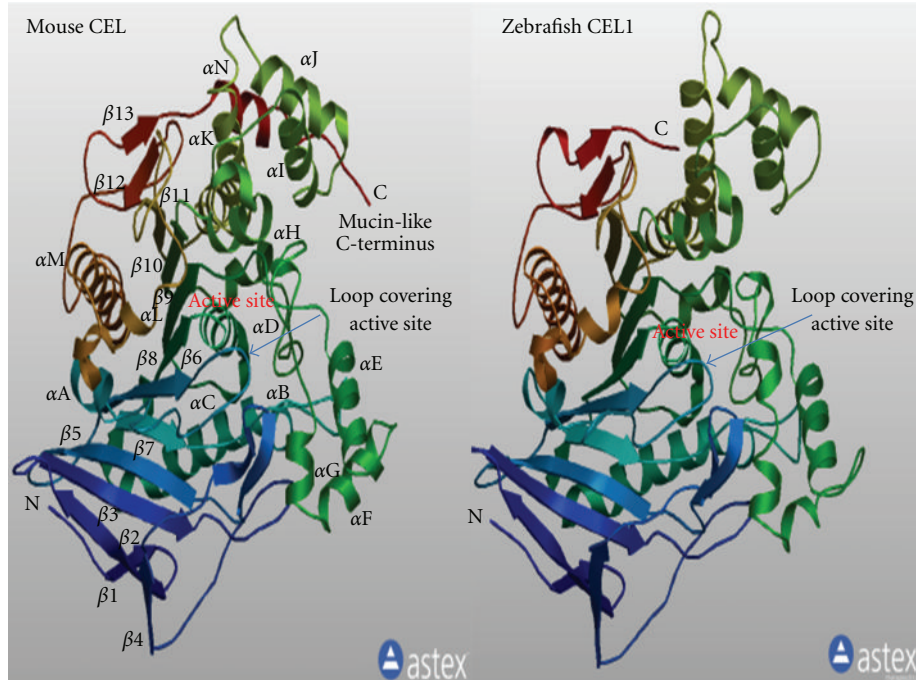 Mouse CEL
Zebrafish CEL1
αJ
αN
β13
αK
αI
C
β12
β11
C
Mucin-like
C-terminus
αH
αM
β10
β9
Active site
αL
αD
Loop covering
active site
β8
β6
αE
αA
αC
αB
β5
β7
αG
αF
N
β3
β2
β1
β4
astex
Active site
Loop covering
active site
N
astex